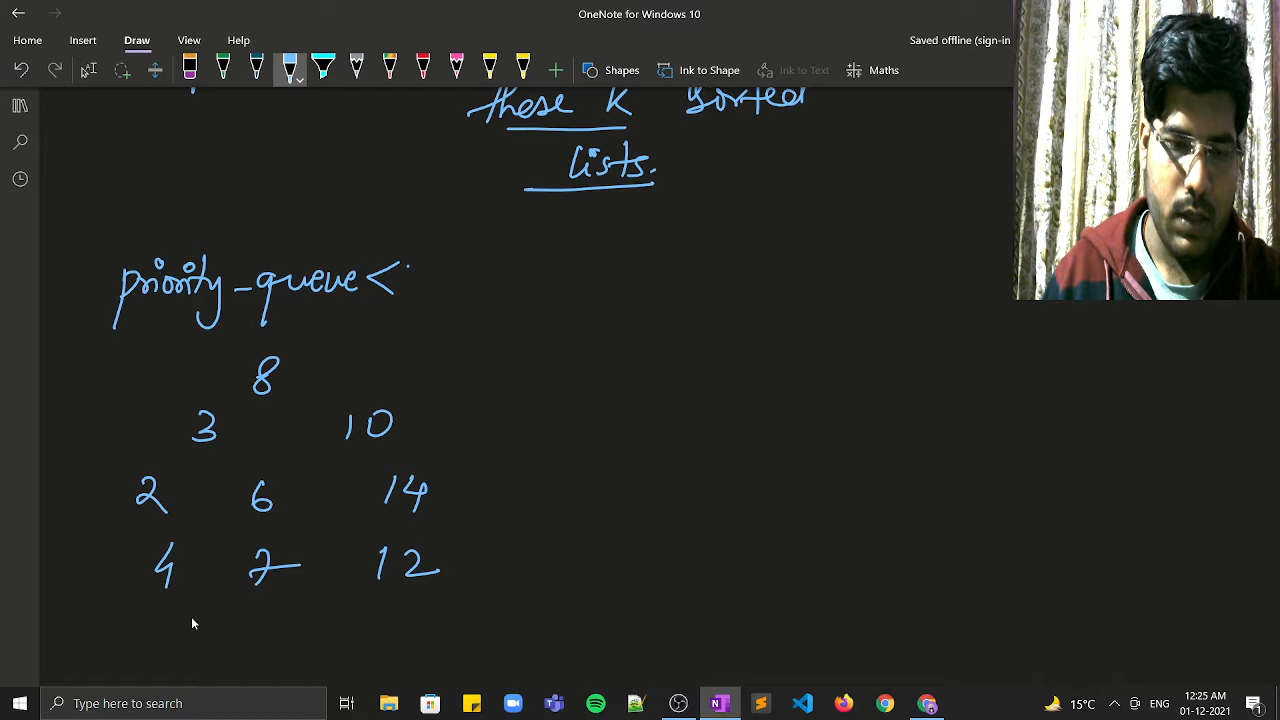 OneNote for Windows 10
Home Insert Draw View Help
Saved offline (sign-in
Shapes Ink to Shape Ink to Text Maths
these K sorted
lists.
priority_queue<
8
3 10
2 6 14
4 7 12
Type here to search
15°C ENG 12:25 AM
01-12-2021